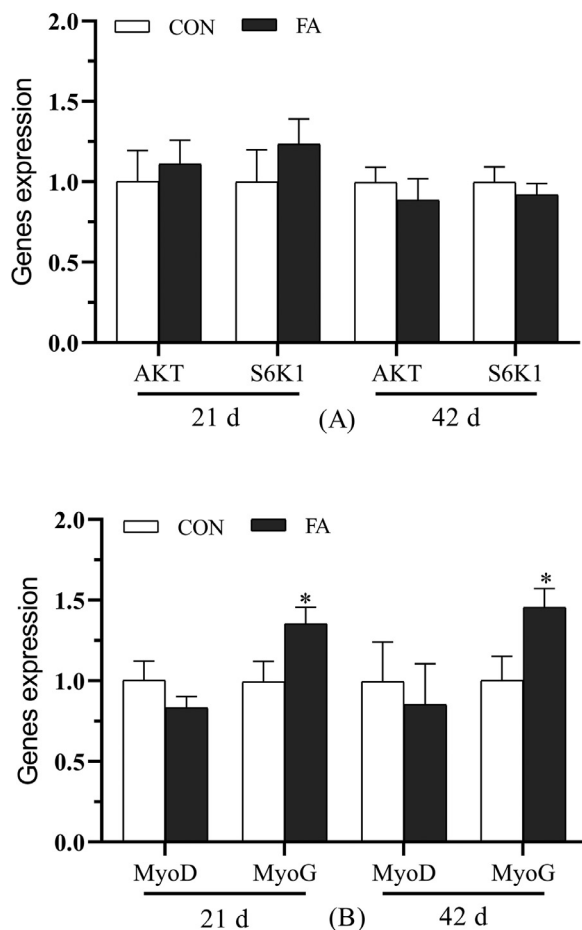 2.0
CON FA
1.5
1.0
0.5
0.0
Genes expression
AKT S6K1 AKT S6K1
21 d (A) 42 d
2.0
CON FA
* *
1.5
1.0
0.5
0.0
Genes expression
MyoD MyoG MyoD MyoG
21 d (B) 42 d